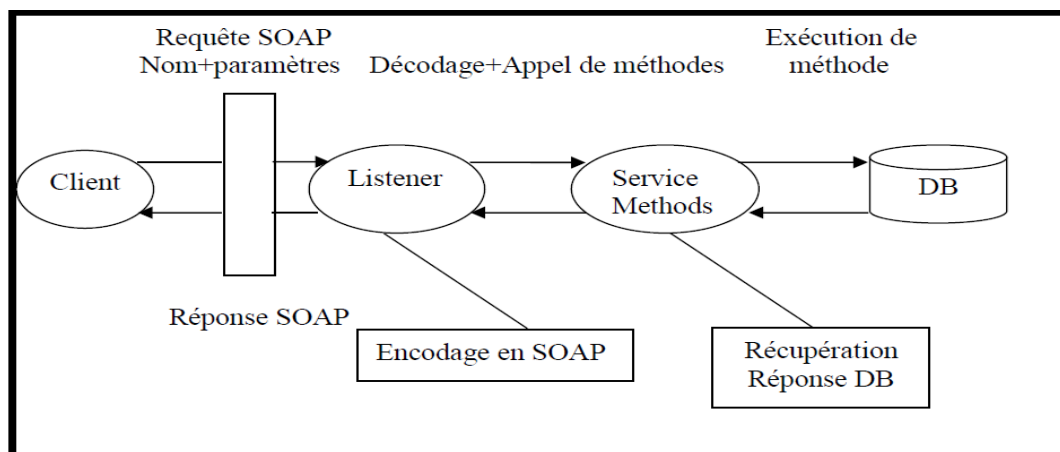 Requête SOAP
Nom+paramètres
Décodage+Appel de méthodes
Exécution de
méthode
Client
Listener
Service
Methods
DB
Réponse SOAP
Encodage en SOAP
Récupération
Réponse DB